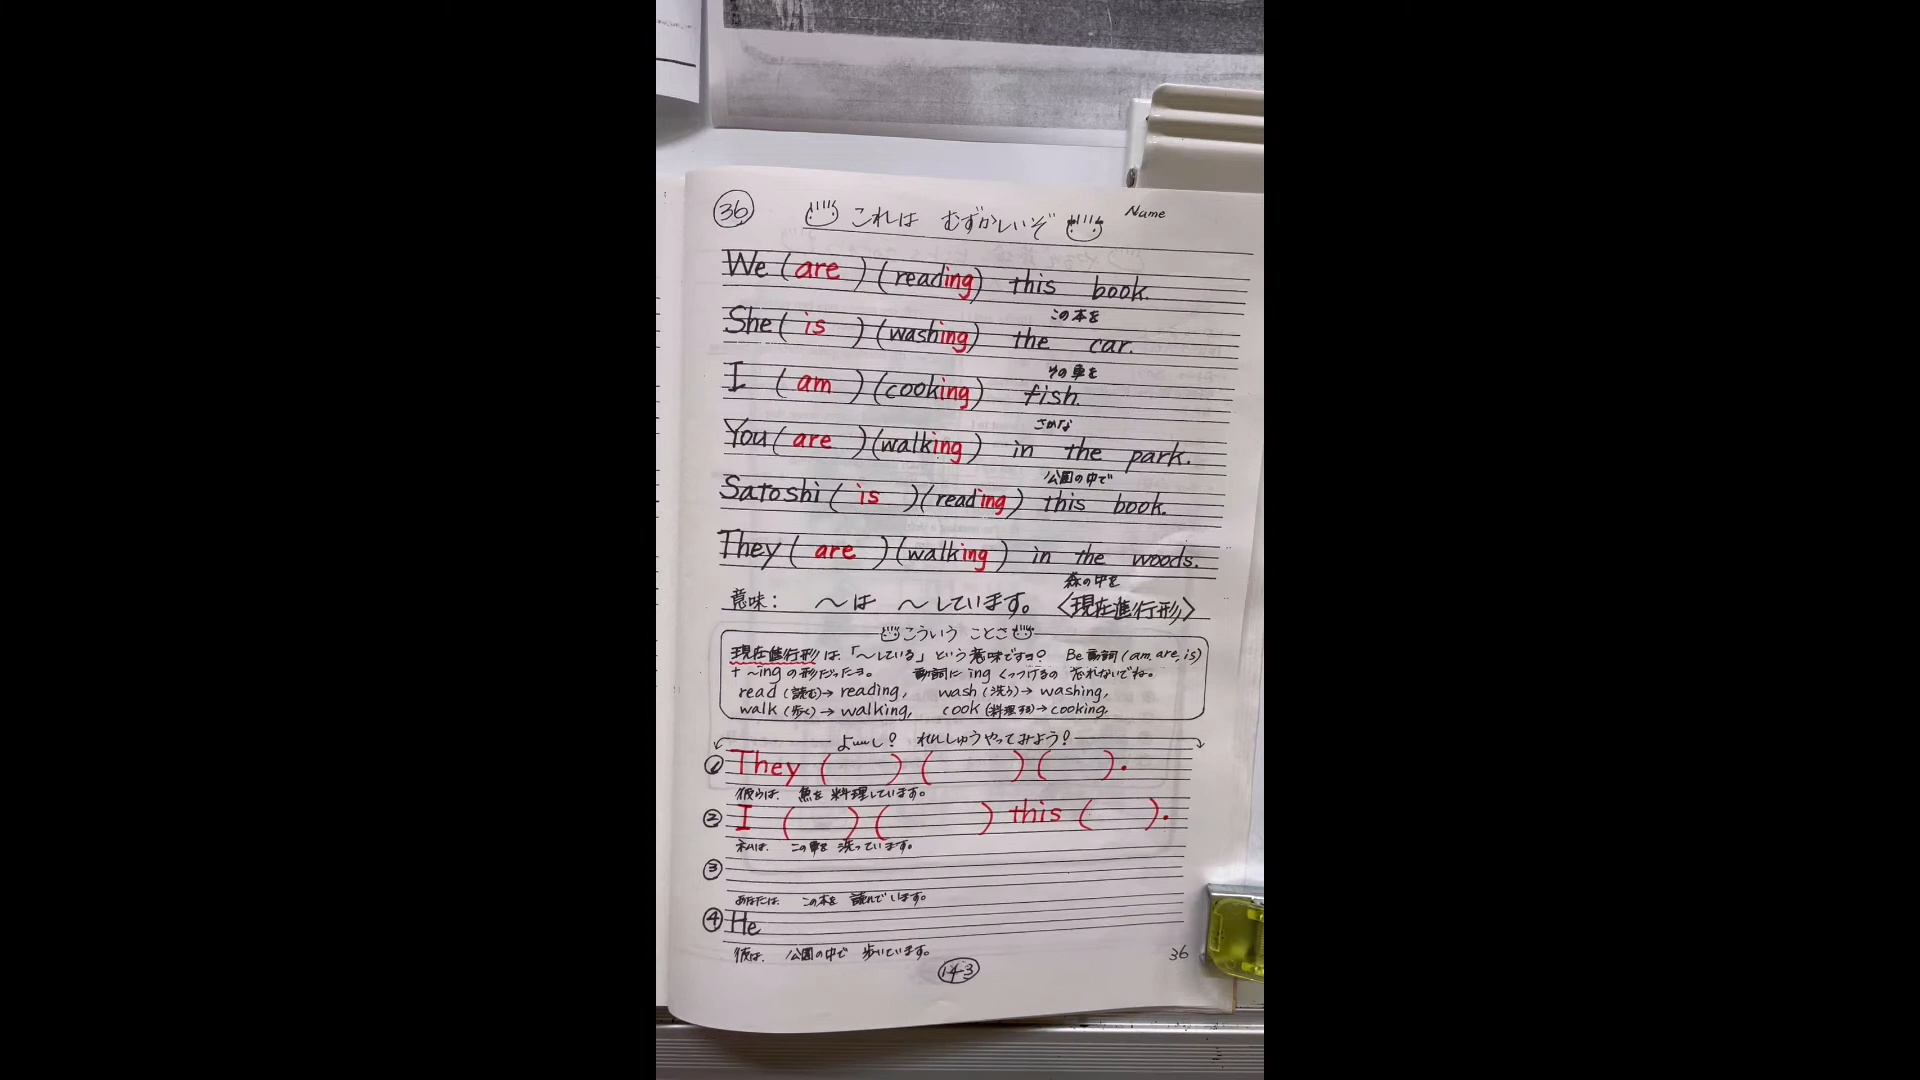 36 これは むずかしいぞ Name
We ( are ) (reading) this book.
この本を
She ( is ) (washing) the car.
その車を
I ( am ) (cooking) fish.
さかな
You ( are ) (walking) in the park.
公園の中で
Satoshi ( is ) (reading) this book.
They ( are ) (walking) in the woods.
森の中を
意味: 〜は 〜しています。 〈現在進行形〉
こういう ことさ
現在進行形は、「〜している」という意味ですヨ? Be動詞(am, are, is)
+ 〜ing の形だったヨ。 動詞に ing くっつけるの 忘れないでね。
read (読む)→ reading, wash (洗う)→ washing,
walk (歩く)→ walking, cook (料理する)→ cooking.
よーし? れんしゅうやってみよう?
① They ( ) ( ) ( ).
彼らは、 魚を 料理しています。
② I ( ) ( ) this ( ).
私は、 この車を 洗っています。
③
あなたは、 この本を 読んでいます。
④ He
彼は、 公園の中で 歩いています。
143
36